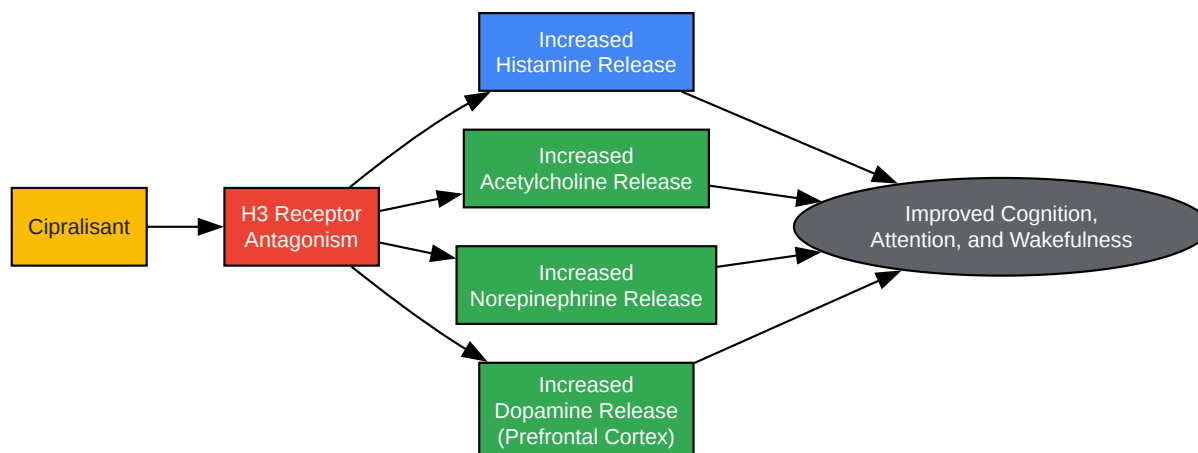 Cipralisant
H3 Receptor
Antagonism
Increased
Histamine Release
Increased
Acetylcholine Release
Increased
Norepinephrine Release
Increased
Dopamine Release
(Prefrontal Cortex)
Improved Cognition,
Attention, and Wakefulness